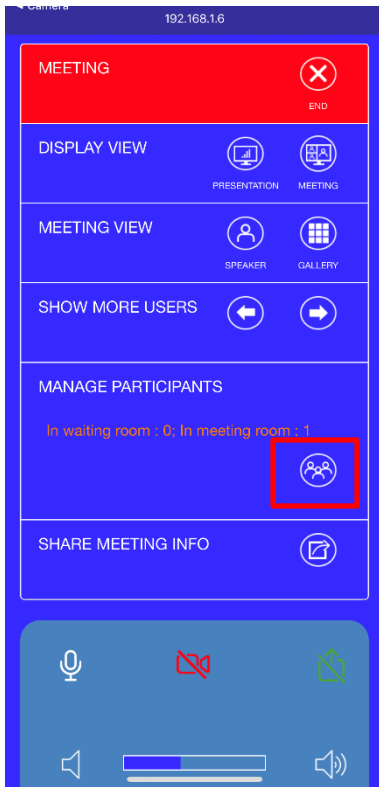 Camera
192.168.1.6
MEETING
END
DISPLAY VIEW
PRESENTATION
MEETING
MEETING VIEW
SPEAKER
GALLERY
SHOW MORE USERS
MANAGE PARTICIPANTS
In waiting room : 0; In meeting room : 1
SHARE MEETING INFO